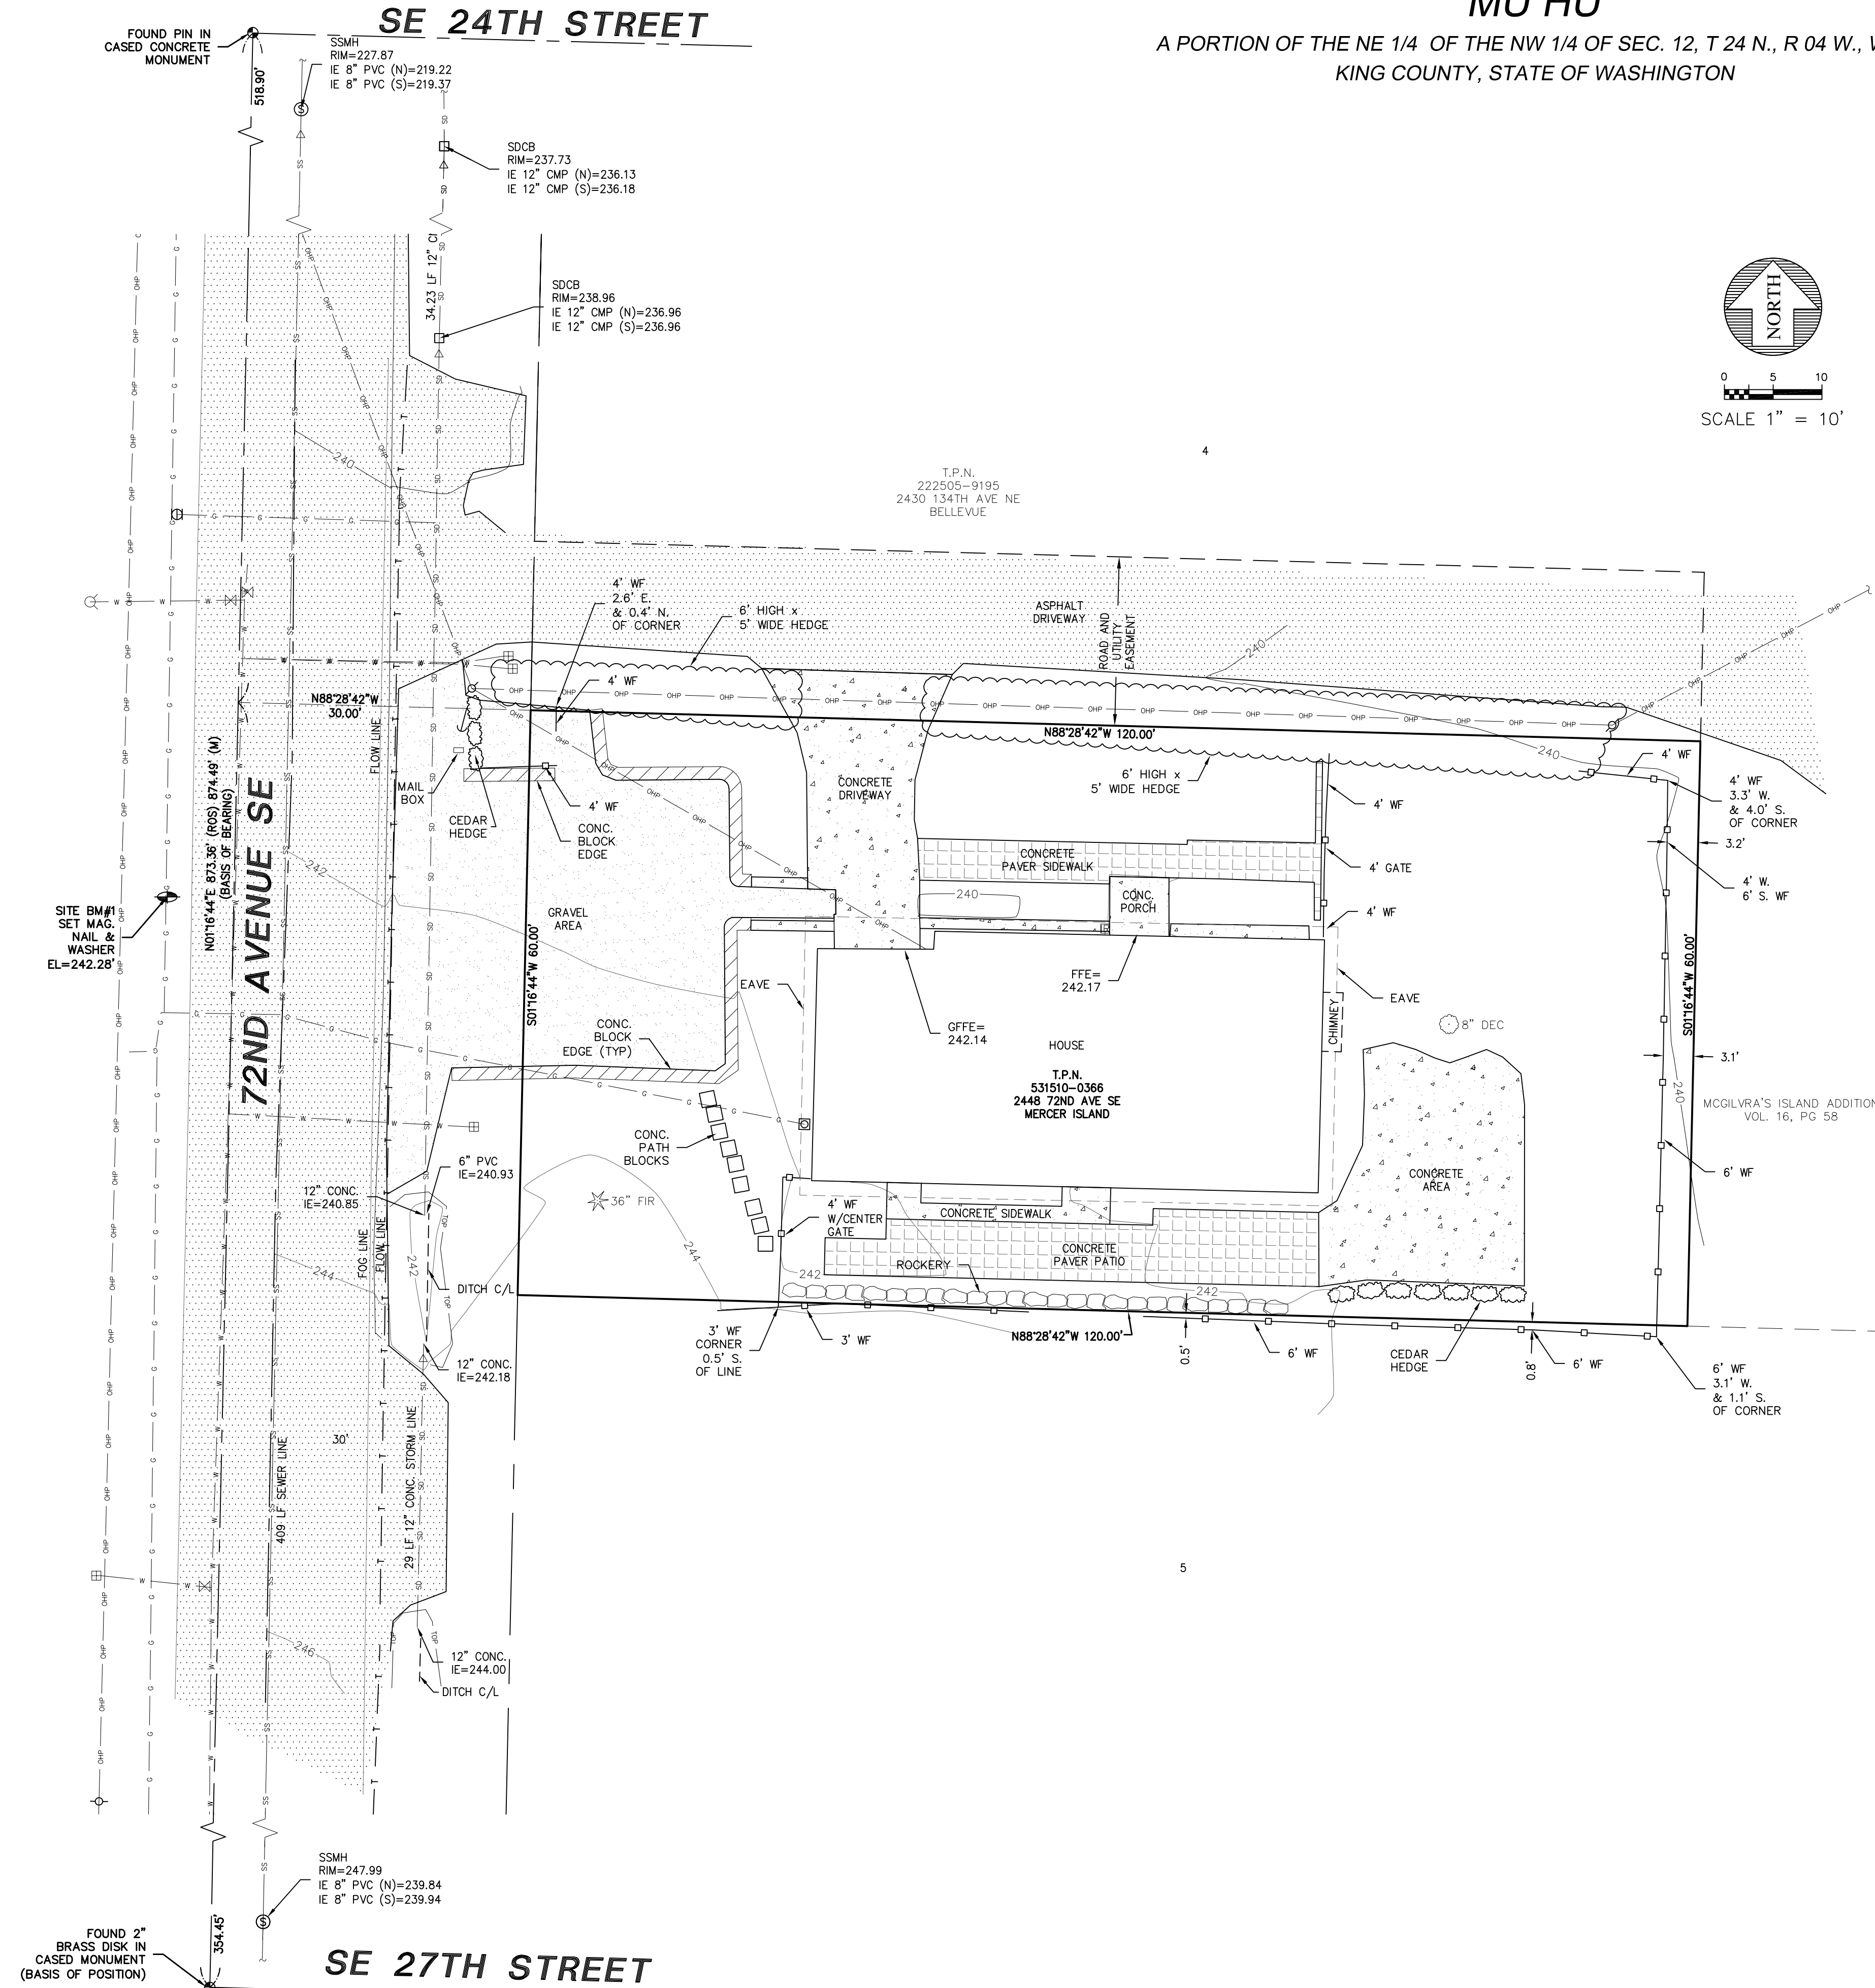 MU HU
A PORTION OF THE NE 1/4 OF THE NW 1/4 OF SEC. 12, T 24 N., R 04 W.,
KING COUNTY, STATE OF WASHINGTON
SE 24TH STREET
FOUND PIN IN
CASED CONCRETE
MONUMENT
518.90'
SSMH
RIM=227.87
IE 8" PVC (N)=219.22
IE 8" PVC (S)=219.37
SDCB
RIM=237.73
IE 12" CMP (N)=236.13
IE 12" CMP (S)=236.18
34.23 LF 12"
SDCB
RIM=238.96
IE 12" CMP (N)=236.96
IE 12" CMP (S)=236.96
NORTH
0 5 10
SCALE 1" = 10'
4
T.P.N.
222505-9195
2430 134TH AVE NE
BELLEVUE
240
4' WF
2.6' E.
& 0.4' N.
OF CORNER
6' HIGH x
5' WIDE HEDGE
ASPHALT
DRIVEWAY
ROAD AND
UTILITY
EASEMENT
240
4' WF
N88°28'42"W
30.00'
FLOW LINE
N88°28'42"W 120.00'
240
4' WF
4' WF
3.3' W.
& 4.0' S.
OF CORNER
MAIL
BOX
CEDAR
HEDGE
4' WF
CONC.
BLOCK
EDGE
CONCRETE
DRIVEWAY
6' HIGH x
5' WIDE HEDGE
4' WF
3.2'
4' GATE
4' W.
6' S. WF
CONCRETE
PAVER SIDEWALK
240
CONC.
PORCH
4' WF
72ND AVENUE SE
N01°16'44"E 873.36' (ROS) 874.49' (M)
(BASIS OF BEARING)
242
SITE BM#1
SET MAG.
NAIL &
WASHER
EL=242.28'
GRAVEL
AREA
S01°16'44"W 60.00'
EAVE
FFE=
242.17
EAVE
CHIMNEY
GFFE=
242.14
8" DEC
S01°16'44"W 60.00'
CONC.
BLOCK
EDGE (TYP)
HOUSE
T.P.N.
531510-0366
2448 72ND AVE SE
MERCER ISLAND
3.1'
240
MCGILVRA'S ISLAND ADDITION
VOL. 16, PG 58
CONC.
PATH
BLOCKS
6" PVC
IE=240.93
12" CONC.
IE=240.85
36" FIR
CONCRETE
AREA
6' WF
4' WF
W/CENTER
GATE
CONCRETE SIDEWALK
CONCRETE
PAVER PATIO
ROCKERY
FOG LINE
FLOW LINE
TOP
TOP
242
244
244
242
242
DITCH C/L
12" CONC.
IE=242.18
3' WF
CORNER
0.5' S.
OF LINE
3' WF
N88°28'42"W 120.00'
0.5'
6' WF
CEDAR
HEDGE
0.8'
6' WF
6' WF
3.1' W.
& 1.1' S.
OF CORNER
30'
409 LF SEWER LINE
29 LF 12" CONC. STORM LINE
5
TOP
TOP
246
12" CONC.
IE=244.00
DITCH C/L
SSMH
RIM=247.99
IE 8" PVC (N)=239.84
IE 8" PVC (S)=239.94
354.45'
FOUND 2"
BRASS DISK IN
CASED MONUMENT
(BASIS OF POSITION)
SE 27TH STREET